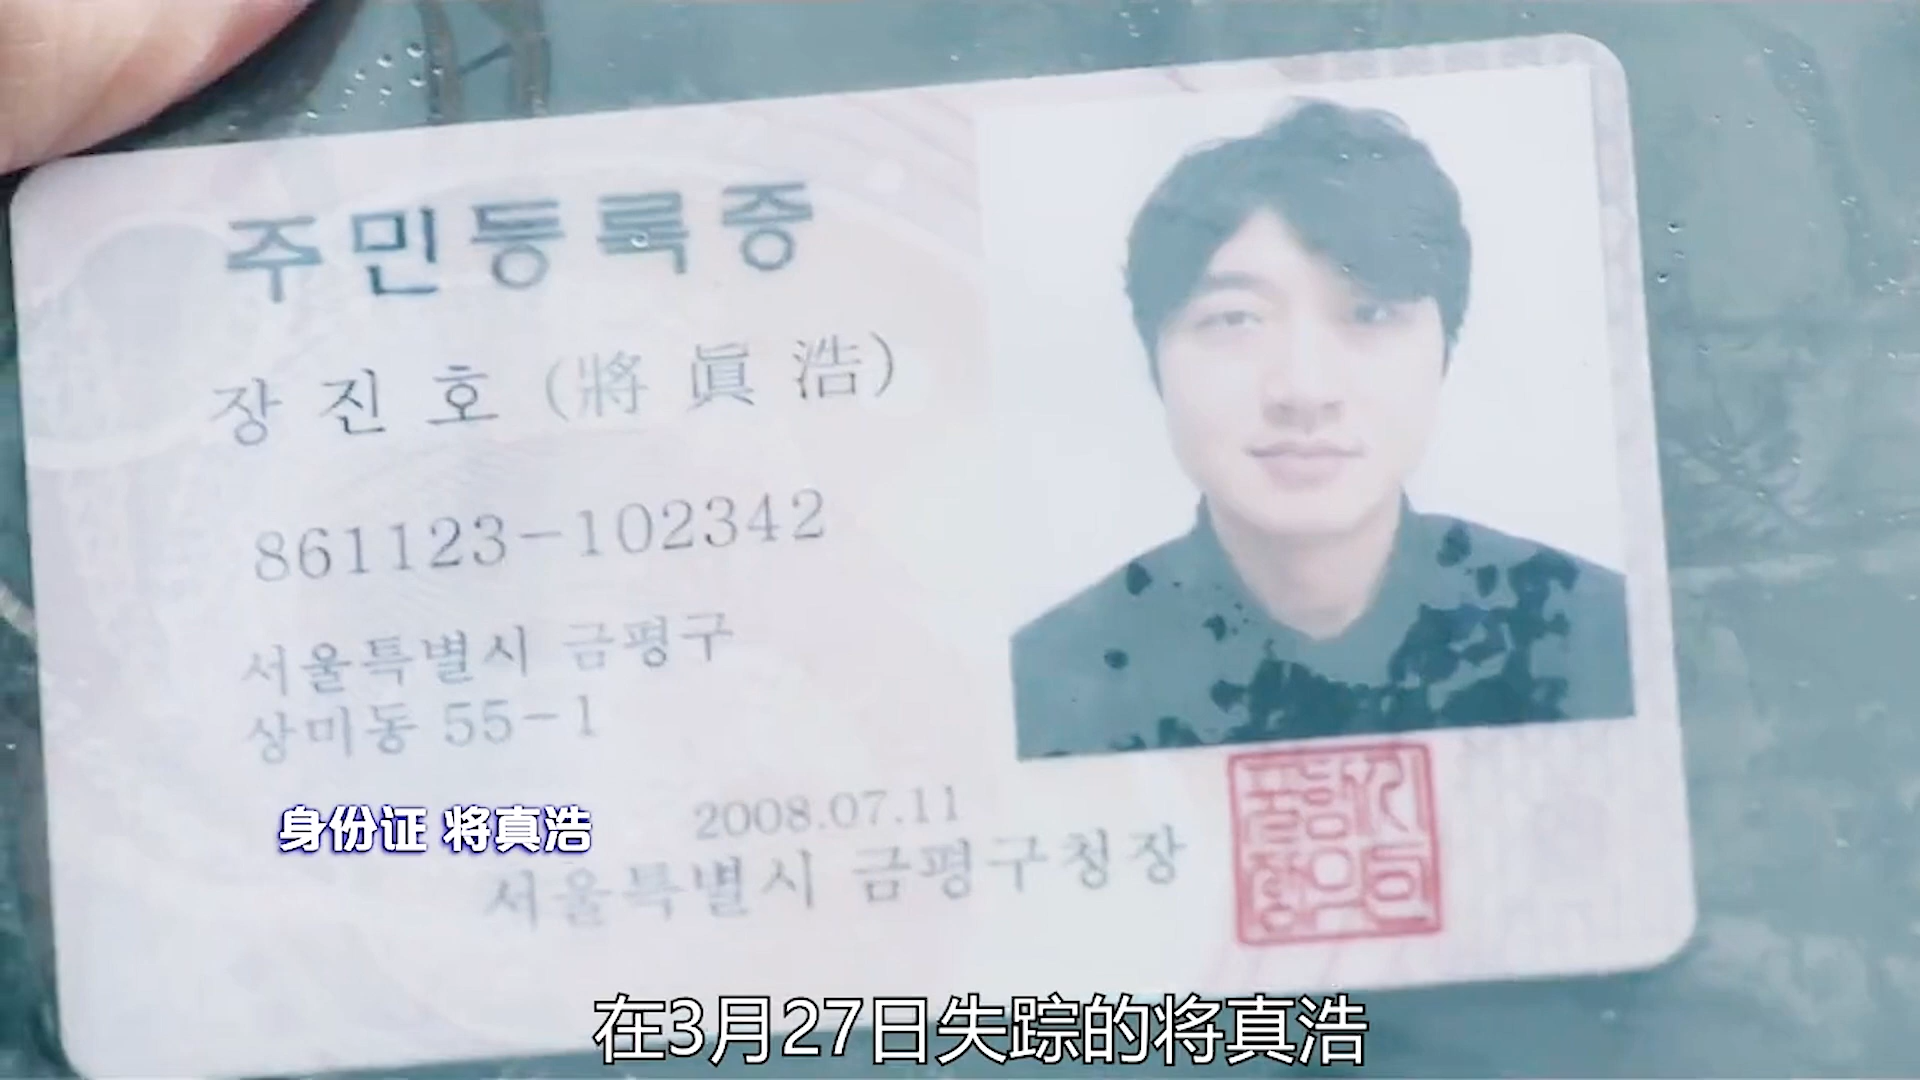 주민등록증
장진호(將眞浩)
861123-102342
서울특별시 금평구
상미동 55-1
身份证 将真浩
2008.07.11
서울특별시 금평구청장
在3月27日失踪的将真浩